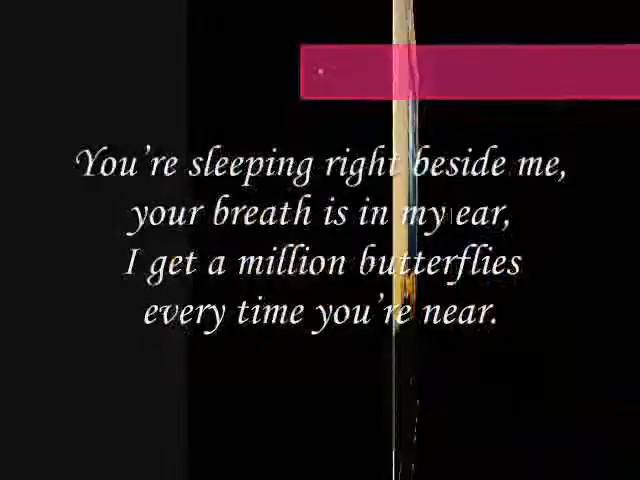 You're sleeping right beside me,
your breath is in my ear,
I get a million butterflies
every time you're near.